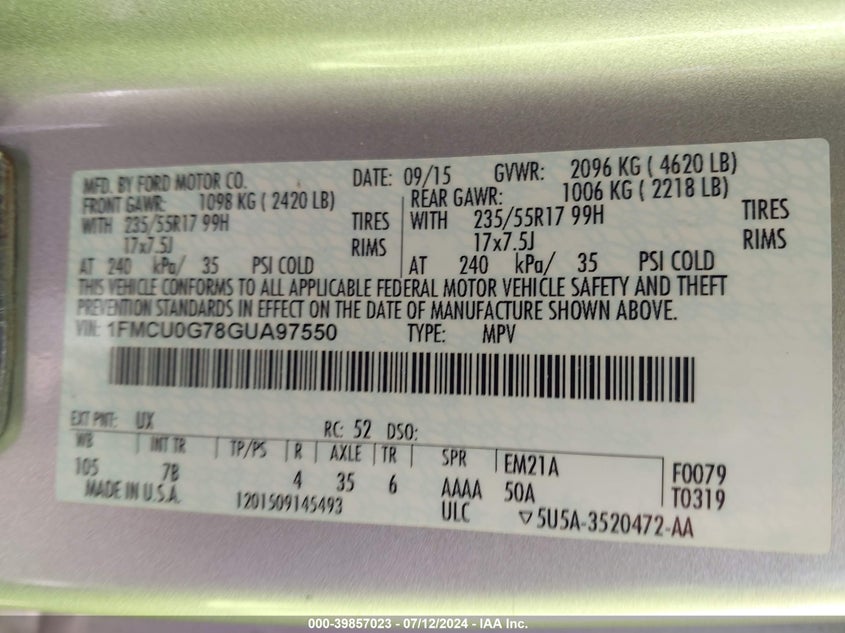 MFD. BY FORD MOTOR CO. DATE: 09/15 GVWR: 2096 KG ( 4620 LB)
FRONT GAWR: 1098 KG ( 2420 LB) REAR GAWR: 1006 KG ( 2218 LB)
WITH 235/55R17 99H TIRES WITH 235/55R17 99H TIRES
17x7.5J RIMS 17x7.5J RIMS
AT 240 kPa/ 35 PSI COLD AT 240 kPa/ 35 PSI COLD
THIS VEHICLE CONFORMS TO ALL APPLICABLE FEDERAL MOTOR VEHICLE SAFETY AND THEFT
PREVENTION STANDARDS IN EFFECT ON THE DATE OF MANUFACTURE SHOWN ABOVE.
VIN: 1FMCU0G78GUA97550 TYPE: MPV
EXT PNT: UX RC: 52 DSO:
WB INT TR TP/PS R AXLE TR SPR EM21A F0079
105 7B 4 35 6 AAAA 50A T0319
MADE IN U.S.A. 1201509145493 ULC ▽5U5A-3520472-AA
000-39857023 - 07/12/2024 - IAA Inc.